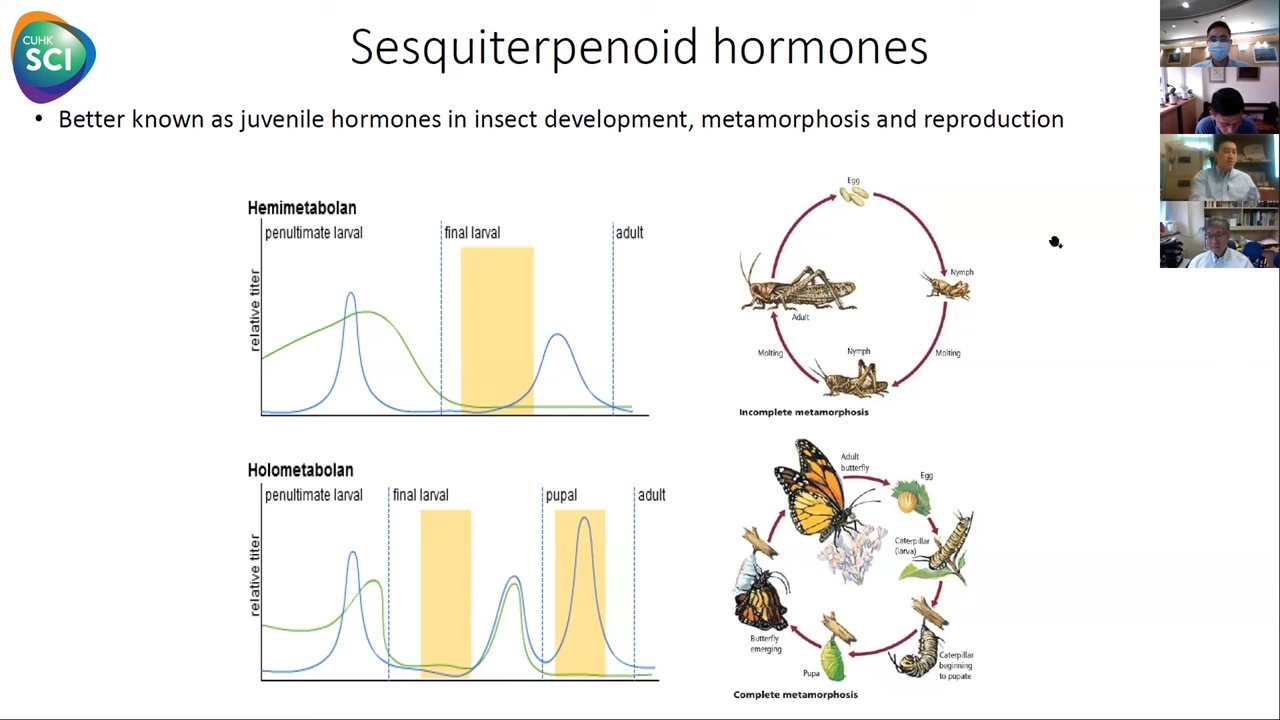 CUHK
SCI
Sesquiterpenoid hormones
• Better known as juvenile hormones in insect development, metamorphosis and reproduction
Hemimetabolan
penultimate larval
final larval
adult
relative titer
Egg
Nymph
Molting
Nymph
Molting
Adult
Incomplete metamorphosis
Holometabolan
penultimate larval
final larval
pupal
adult
relative titer
Adult
butterfly
Egg
Caterpillar
(larva)
Caterpillar
beginning
to pupate
Pupa
Butterfly
emerging
Complete metamorphosis